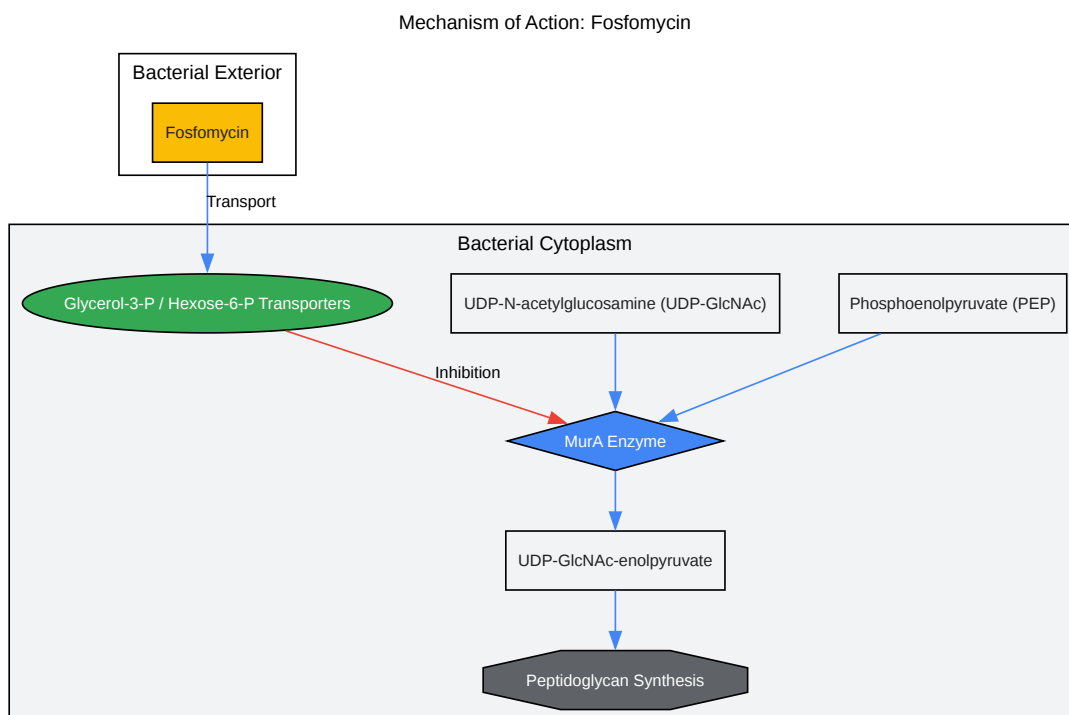 Mechanism of Action: Fosfomycin
Bacterial Exterior
Fosfomycin
Transport
Bacterial Cytoplasm
Glycerol-3-P / Hexose-6-P Transporters
UDP-N-acetylglucosamine (UDP-GlcNAc)
Phosphoenolpyruvate (PEP)
Inhibition
MurA Enzyme
UDP-GlcNAc-enolpyruvate
Peptidoglycan Synthesis